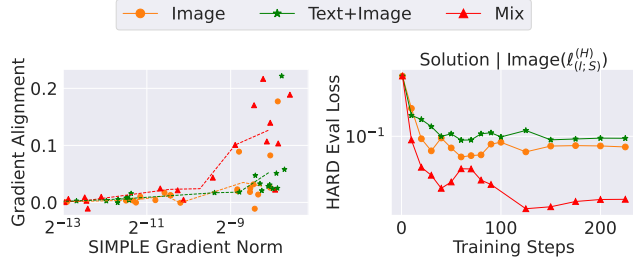 Image Text+Image Mix
Solution | Image(ℓ^{(H)}_{(I; S)})
Gradient Alignment
0.2
0.1
0.0
2^{-13} 2^{-11} 2^{-9}
SIMPLE Gradient Norm
HARD Eval Loss
10^{-1}
0 100 200
Training Steps